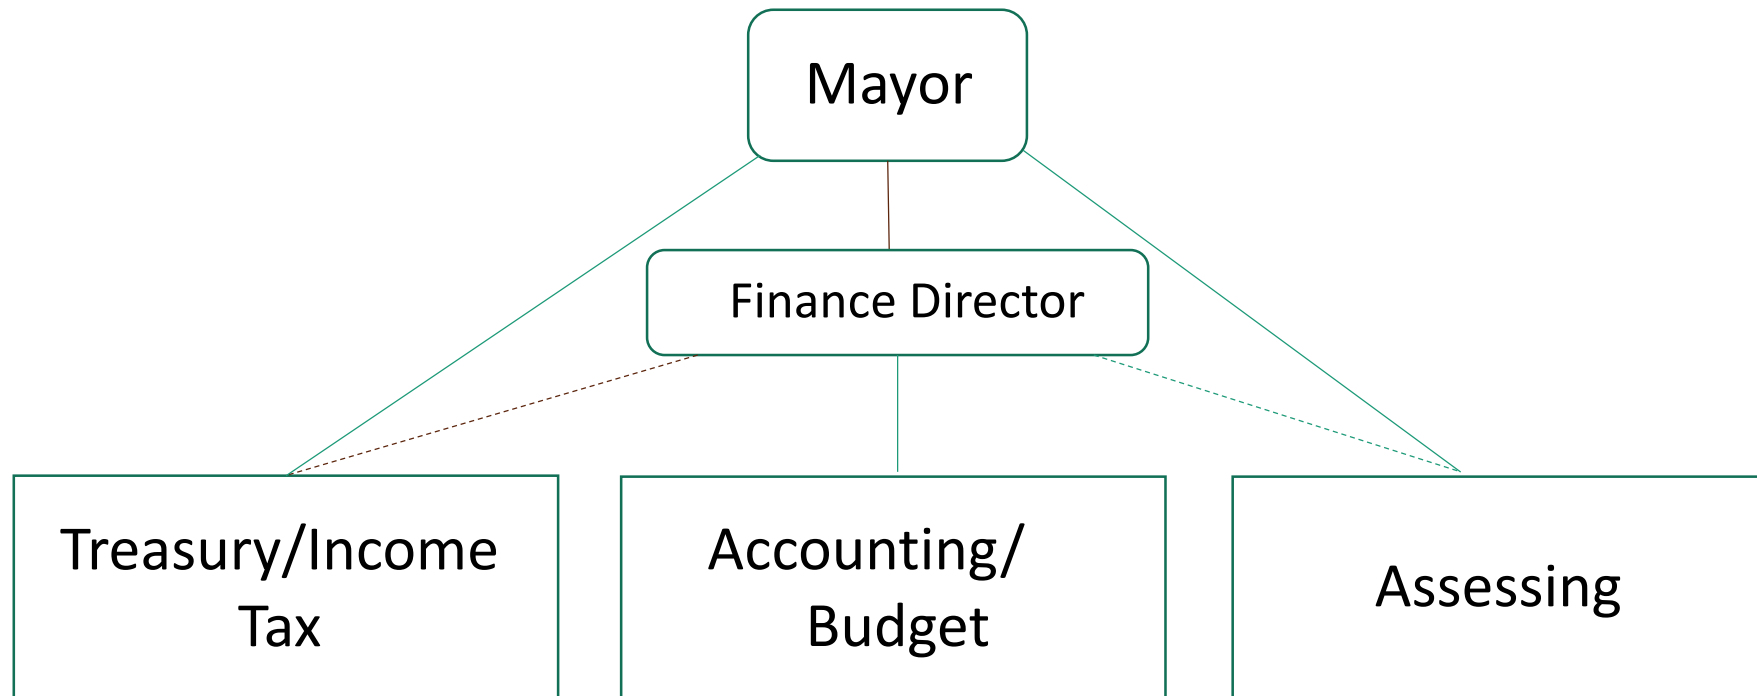 Mayor
Finance Director
Treasury/Income
Tax
Accounting/
Budget
Assessing